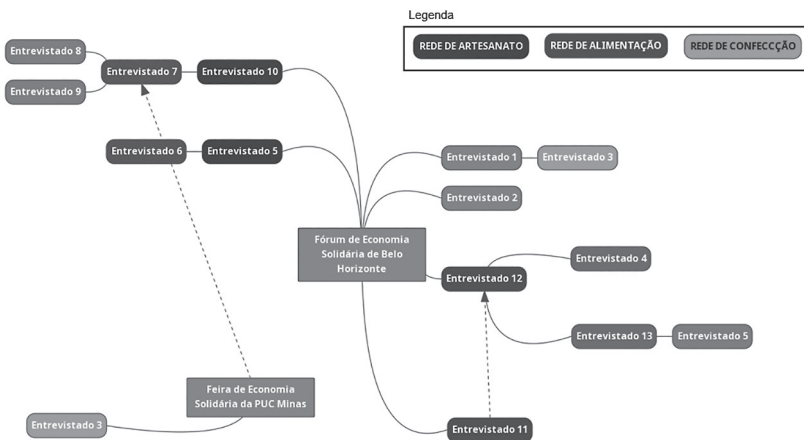 Legenda
REDE DE ARTESANATO
REDE DE ALIMENTAÇÃO
REDE DE CONFECCÇÃO
Entrevistado 8
Entrevistado 7
Entrevistado 10
Entrevistado 9
Entrevistado 6
Entrevistado 5
Entrevistado 1
Entrevistado 3
Entrevistado 2
Fórum de Economia
Solidária de Belo
Horizonte
Entrevistado 4
Entrevistado 12
Entrevistado 13
Entrevistado 5
Feira de Economia
Solidária da PUC Minas
Entrevistado 3
Entrevistado 11